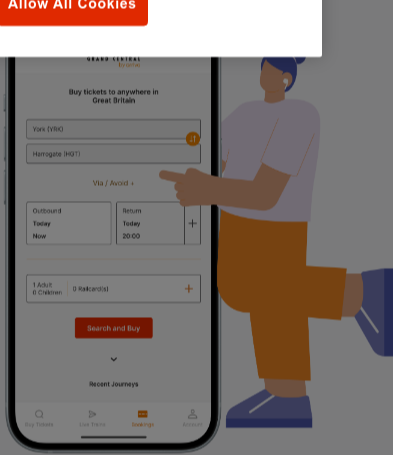 Allow All Cookies
GRAND CENTRAL
Buy tickets to anywhere in
Great Britain
York (YRK)
Harrogate (HGT)
Via / Avoid
Outbound
Today
Now
Return
Today
20:00
+
1 Adult
0 Children
0 Railcard(s)
+
Search and Buy
Recent Journeys
Buy Tickets
Live Trains
Bookings
Account